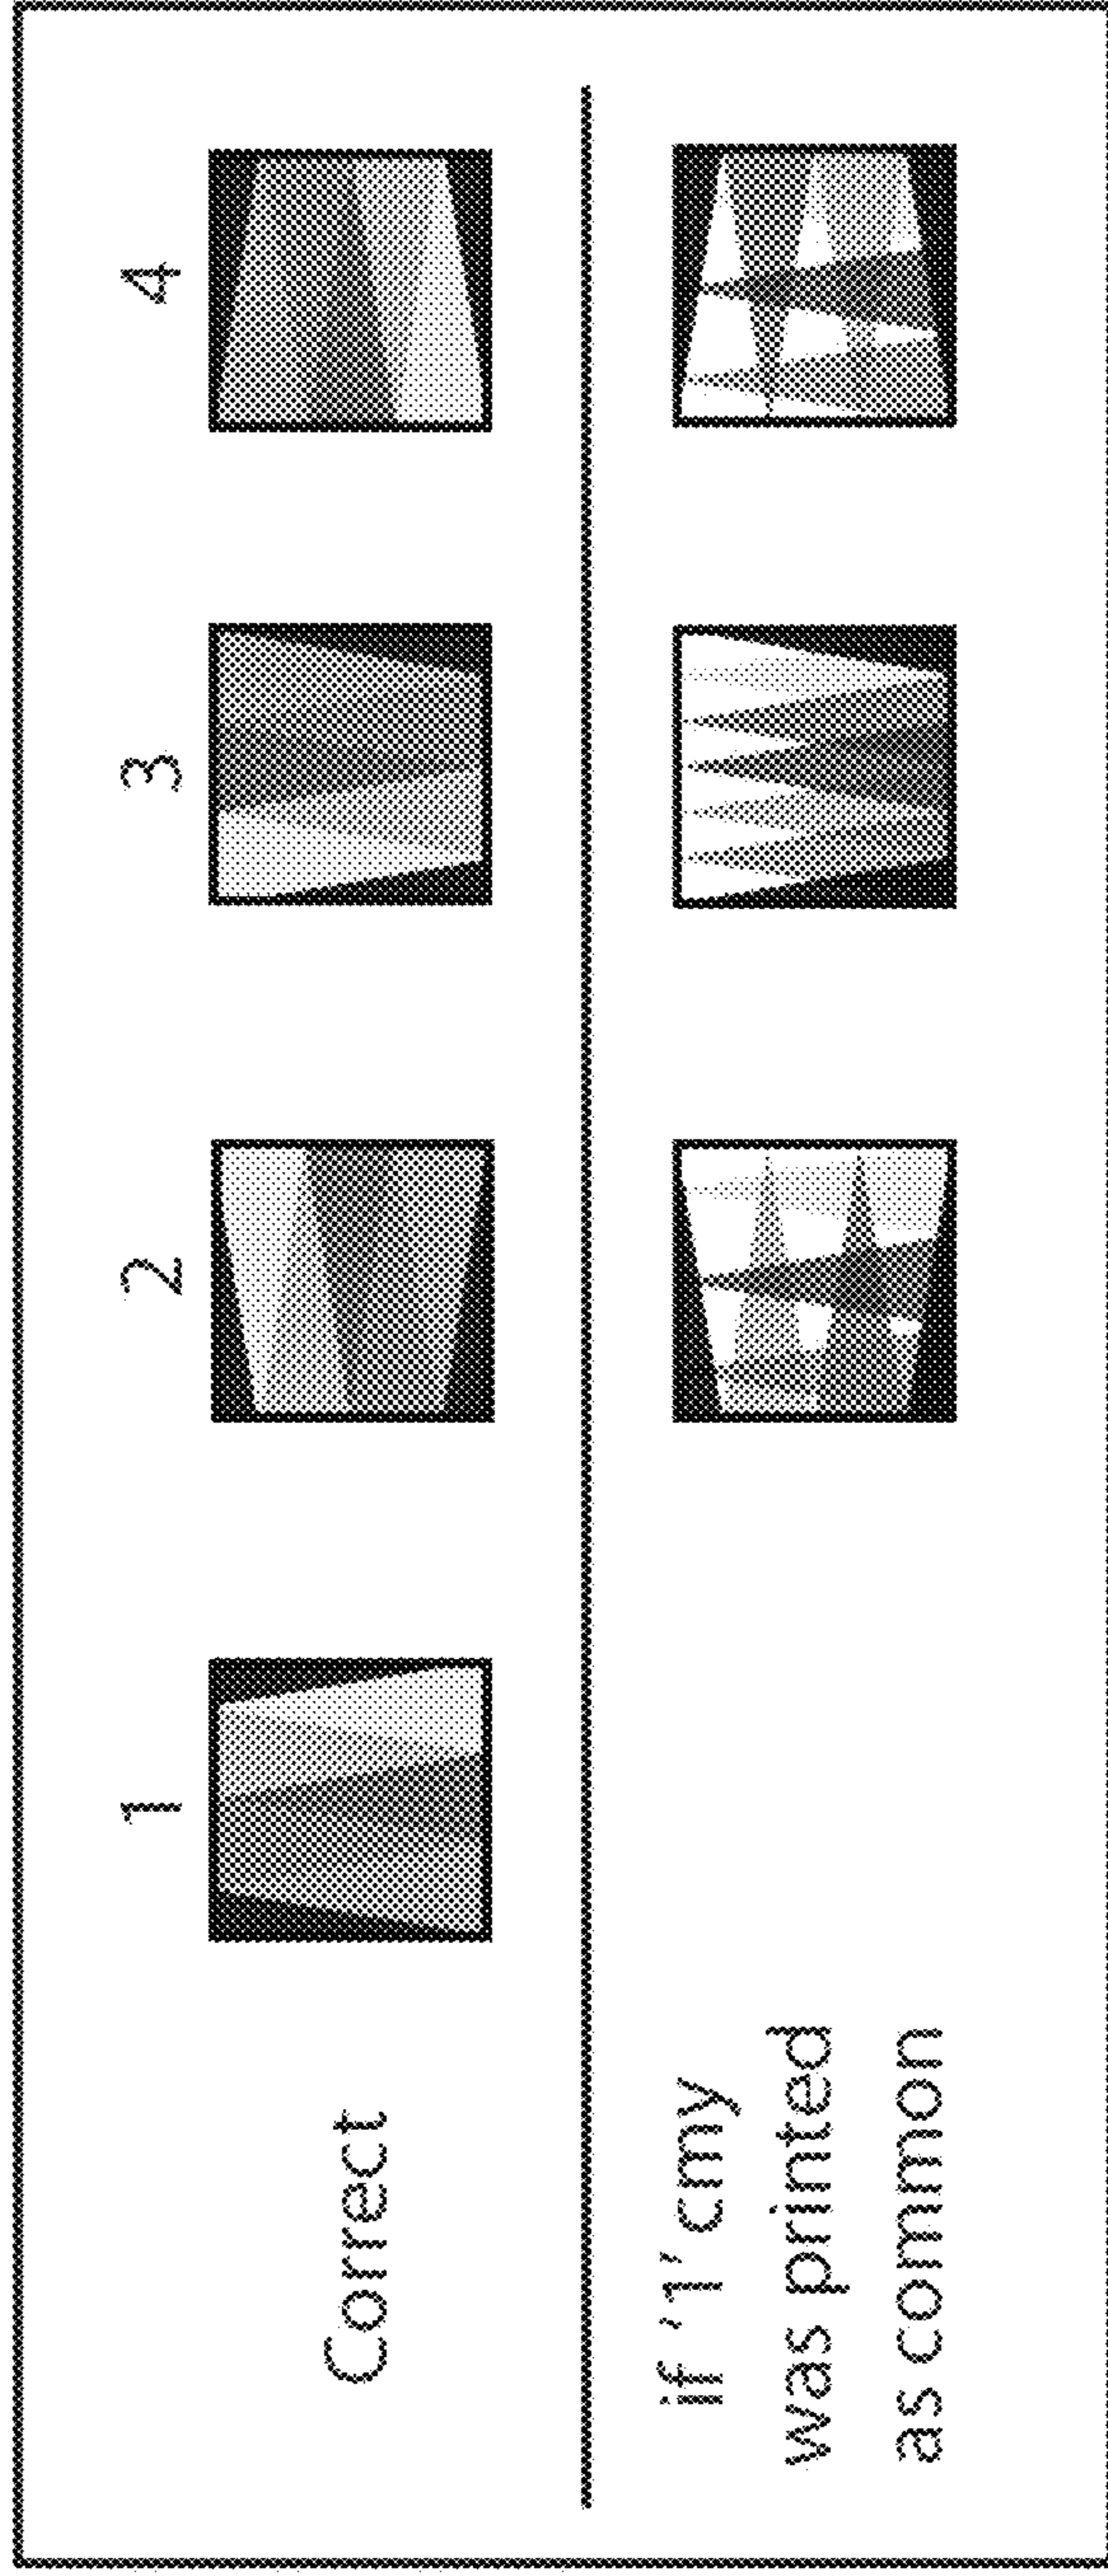 1 2 3 4
Correct
if '1' cmy
was printed
as common